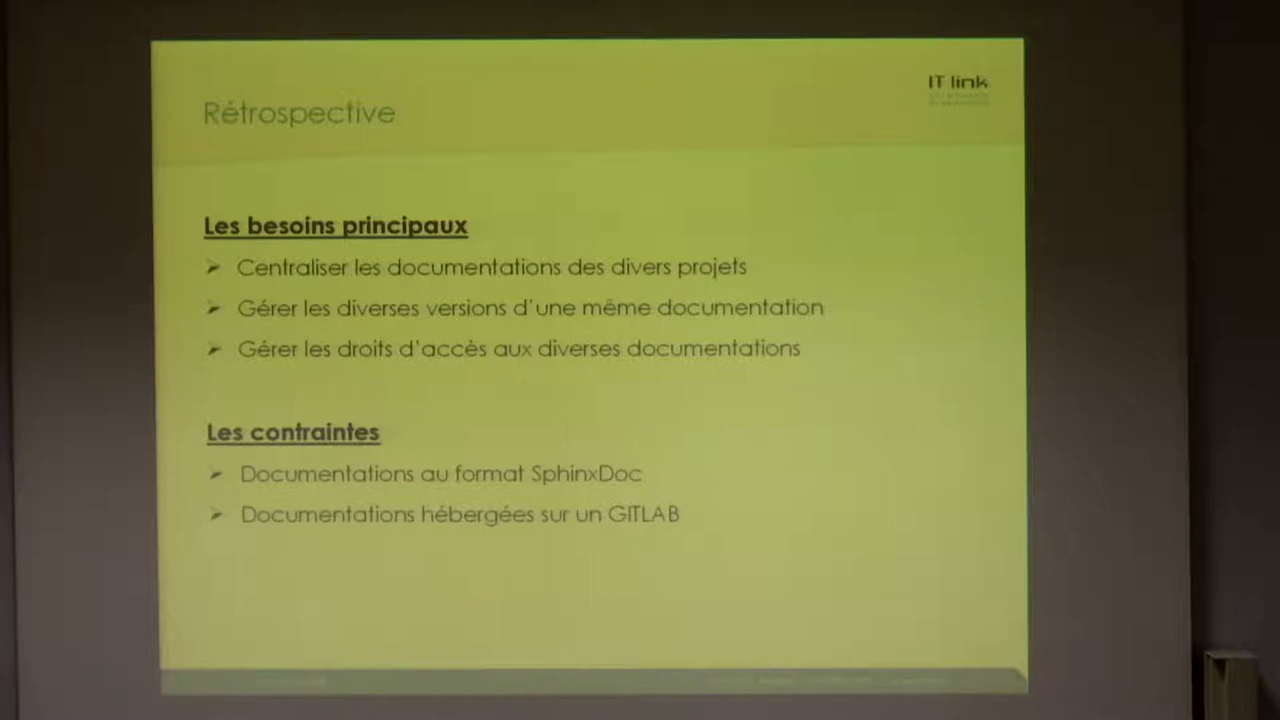 IT link
Rétrospective
Les besoins principaux
Centraliser les documentations des divers projets
Gérer les diverses versions d'une même documentation
Gérer les droits d'accès aux diverses documentations
Les contraintes
Documentations au format SphinxDoc
Documentations hébergées sur un GITLAB